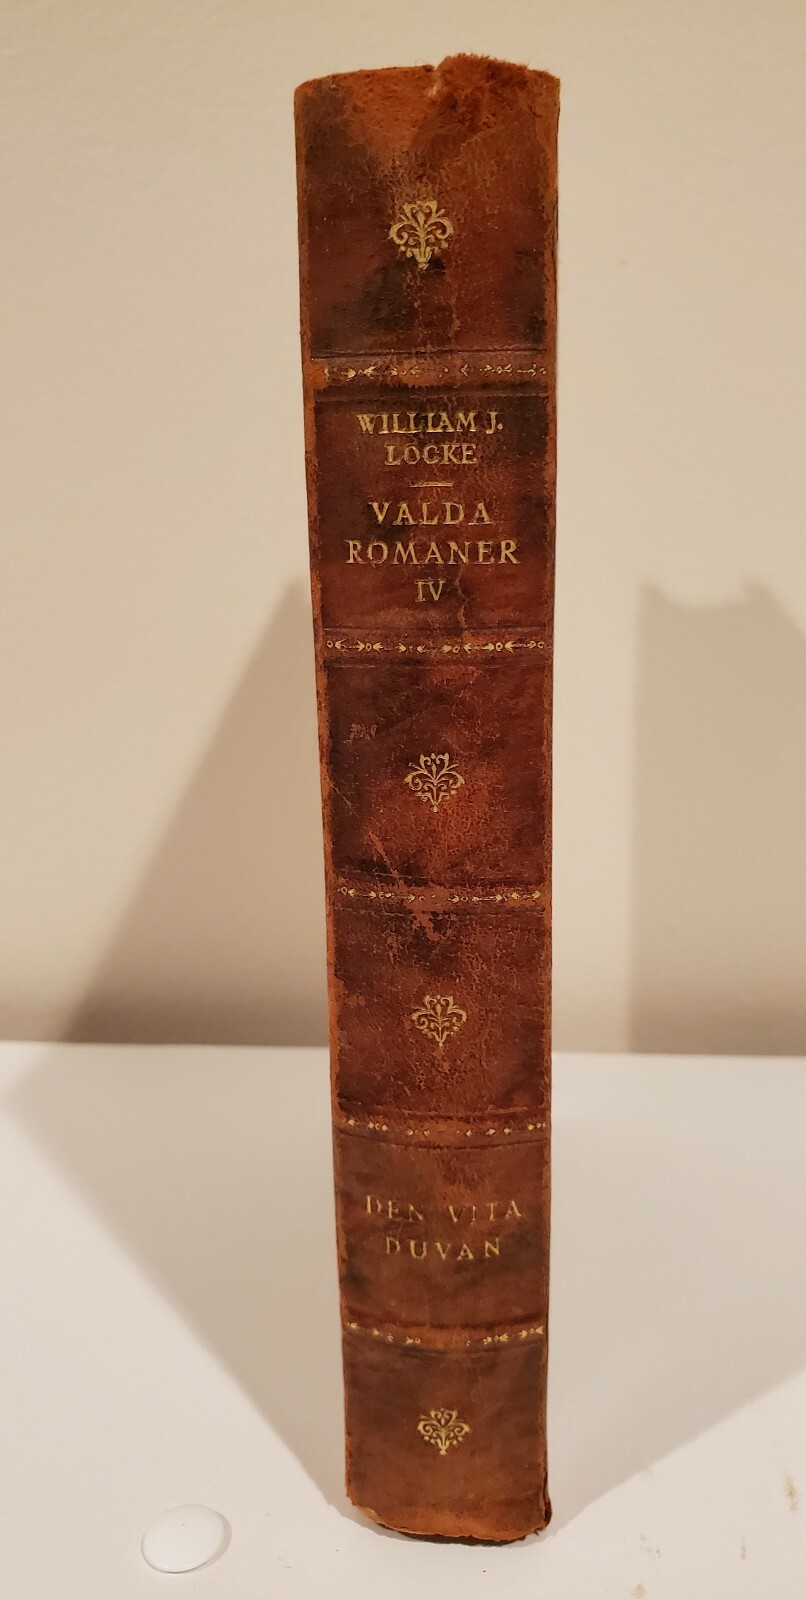 WILLIAM J.
LOCKE
VALDA
ROMANER
IV
DEN VITA
DUVAN